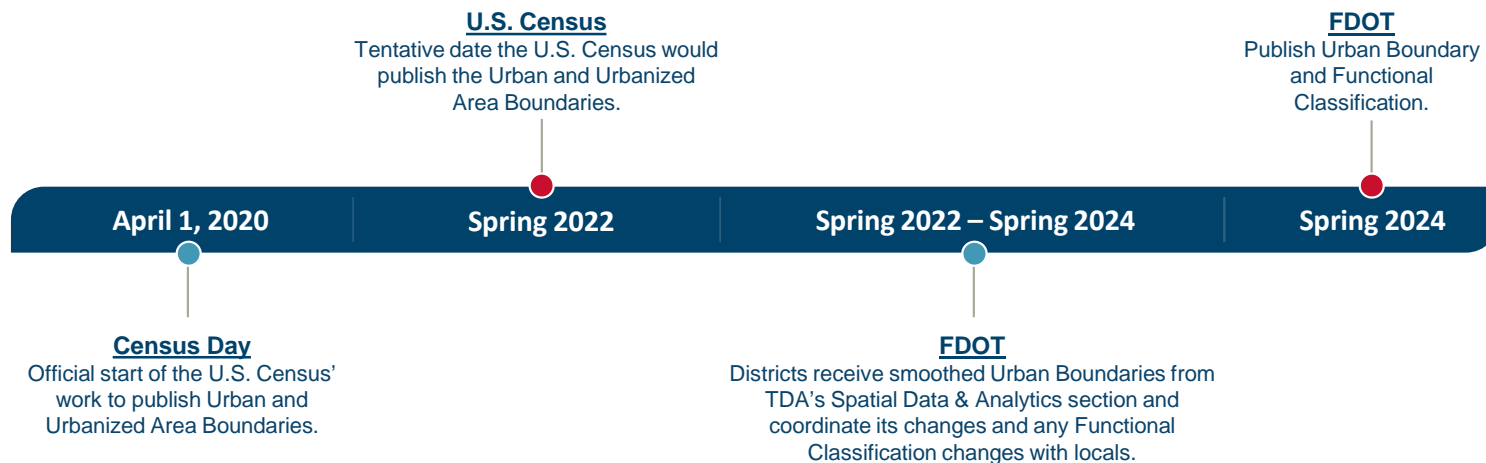 U.S. Census
Tentative date the U.S. Census would
publish the Urban and Urbanized
Area Boundaries.
FDOT
Publish Urban Boundary
and Functional
Classification.
April 1, 2020
Spring 2022
Spring 2022 – Spring 2024
Spring 2024
Census Day
Official start of the U.S. Census’
work to publish Urban and
Urbanized Area Boundaries.
FDOT
Districts receive smoothed Urban Boundaries from
TDA’s Spatial Data & Analytics section and
coordinate its changes and any Functional
Classification changes with locals.